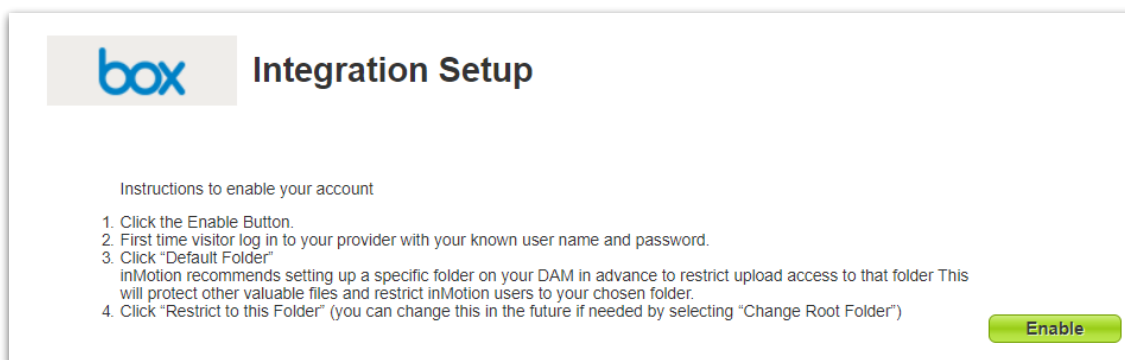 box
Integration Setup
Instructions to enable your account
1. Click the Enable Button.
2. First time visitor log in to your provider with your known user name and password.
3. Click “Default Folder”
inMotion recommends setting up a specific folder on your DAM in advance to restrict upload access to that folder This
will protect other valuable files and restrict inMotion users to your chosen folder.
4. Click “Restrict to this Folder” (you can change this in the future if needed by selecting “Change Root Folder”)
Enable